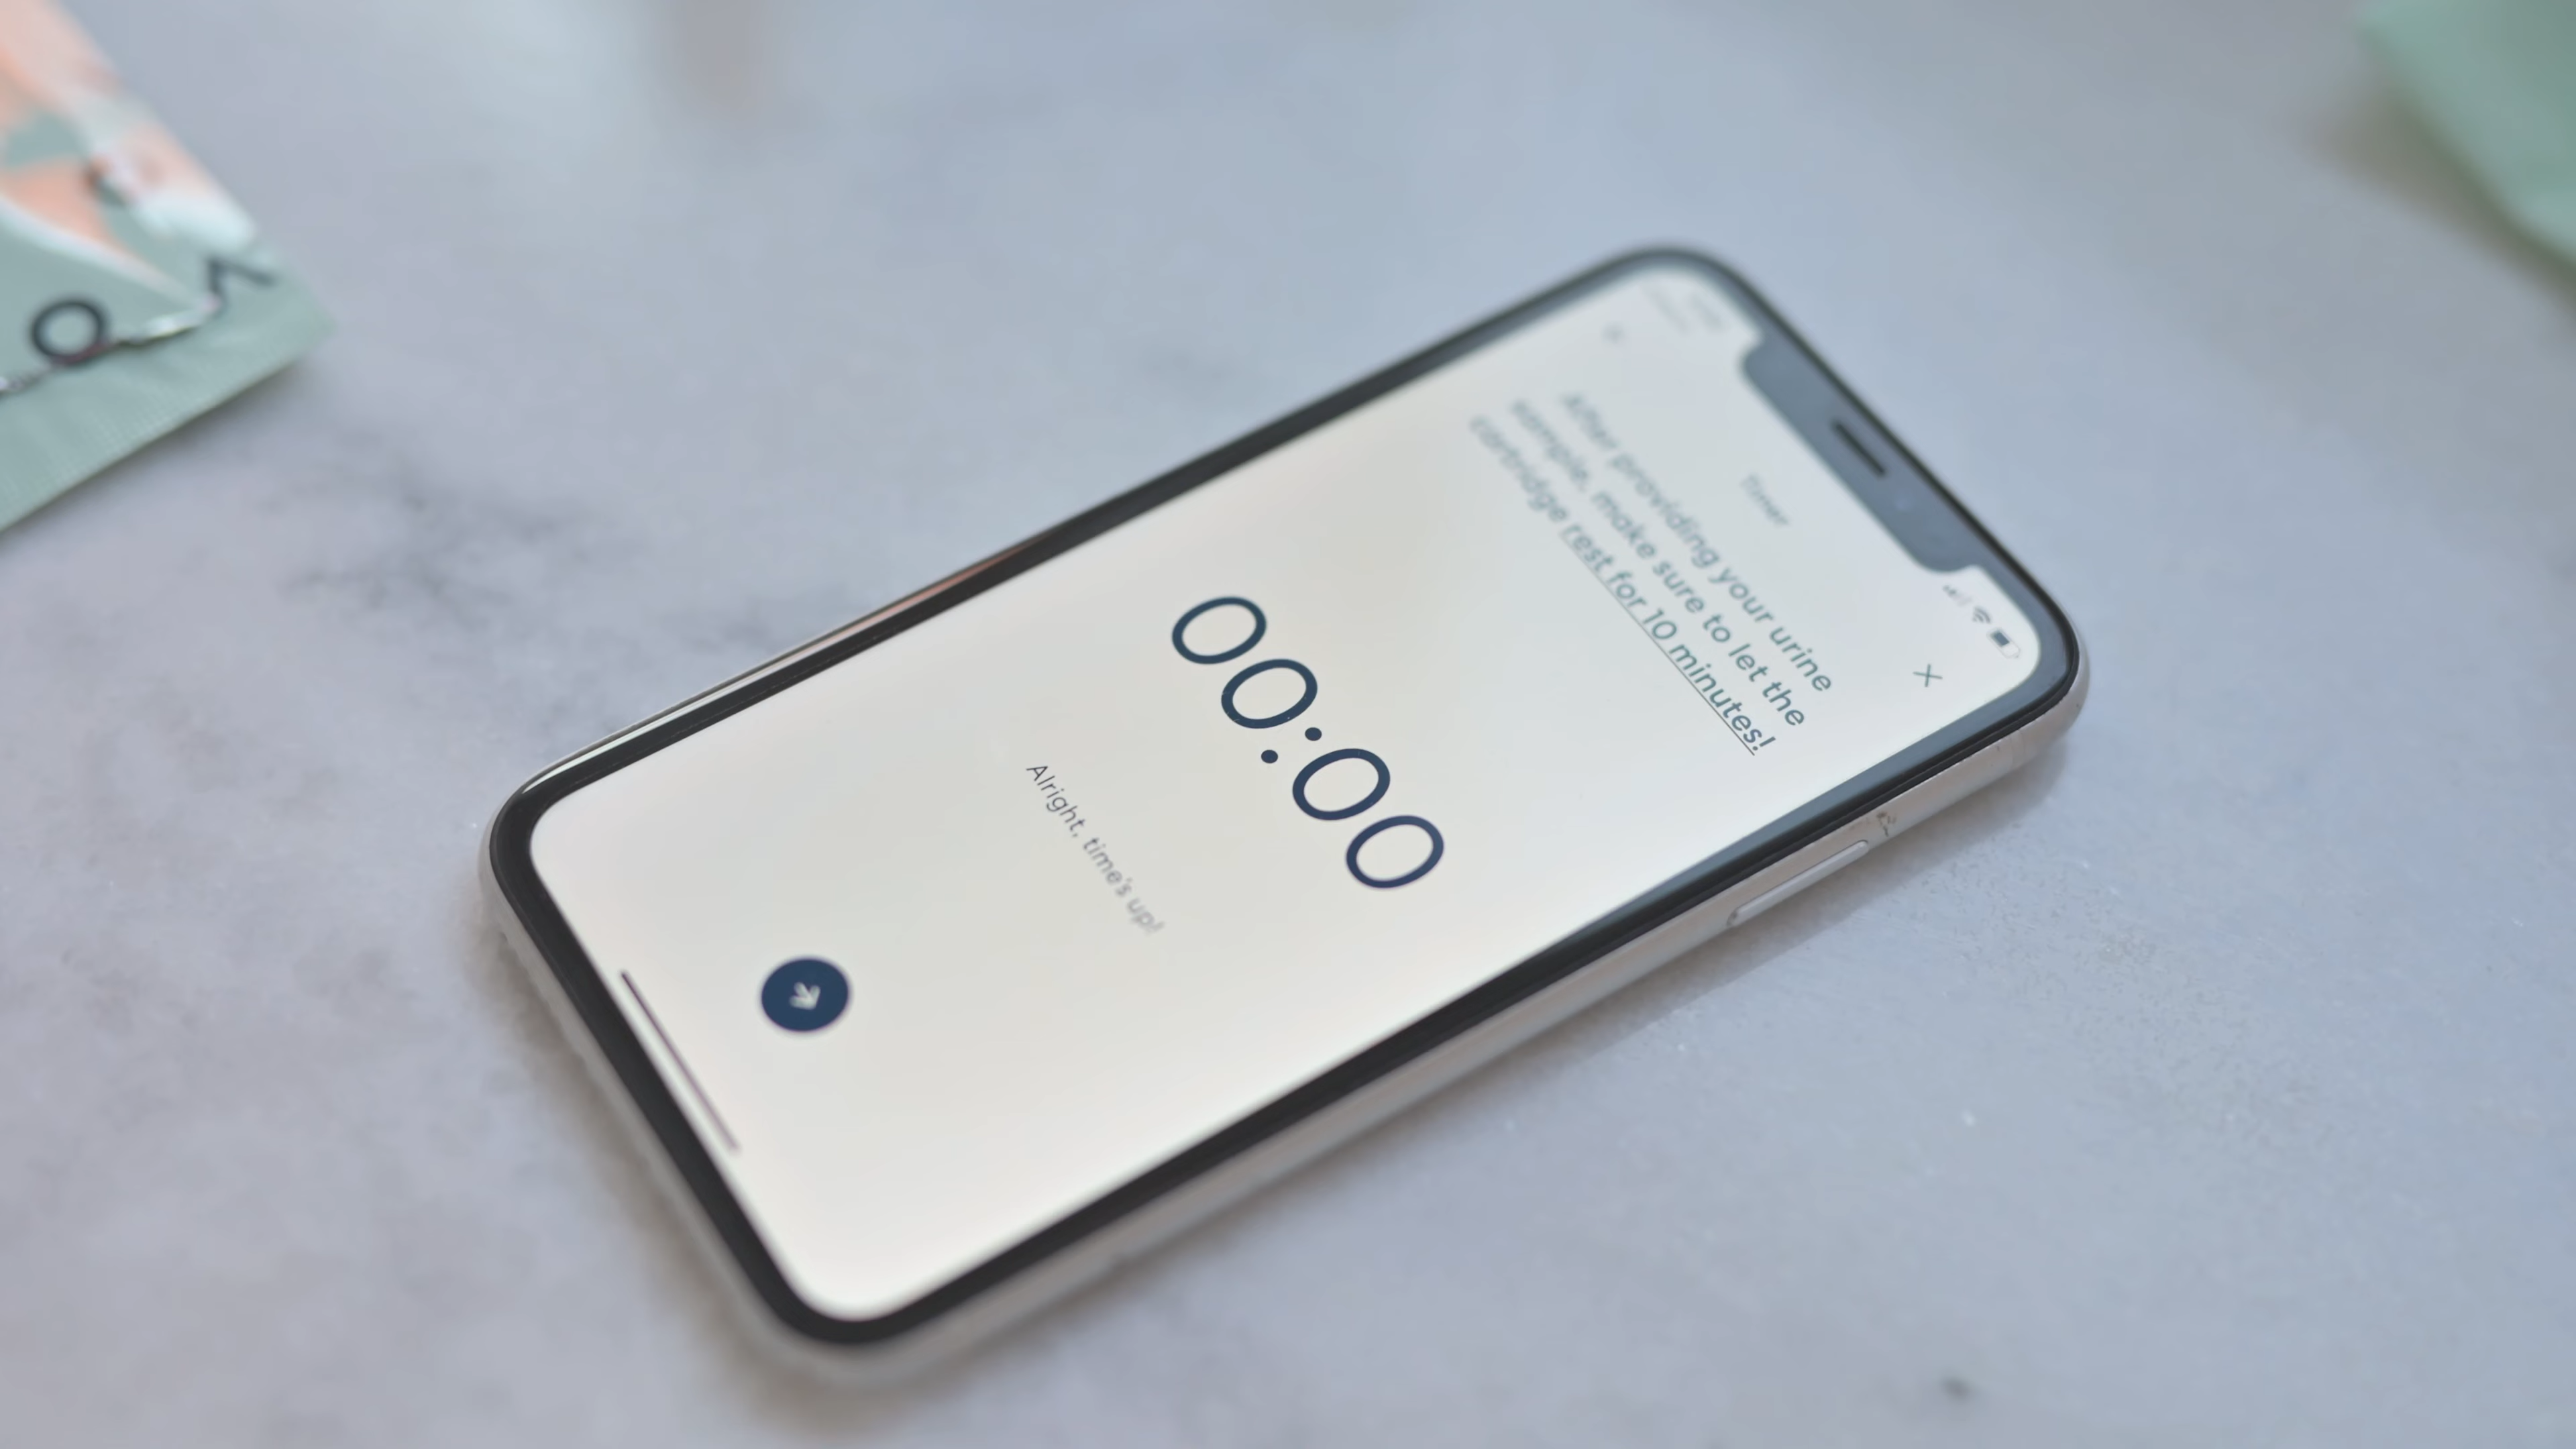 Timer
After providing your urine
sample, make sure to let the
cartridge rest for 10 minutes!
00:00
Alright, time's up!